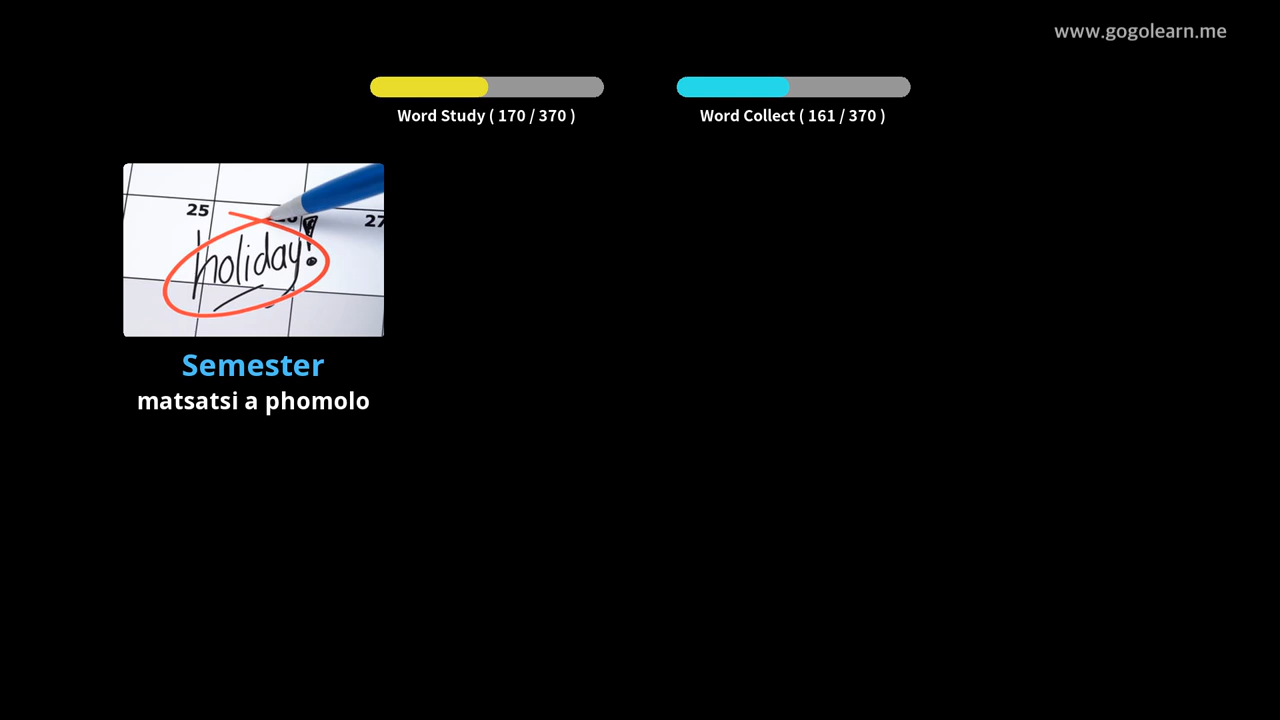 www.gogolearn.me
Word Study ( 170 / 370 )
Word Collect ( 161 / 370 )
25
27
holiday!
Semester
matsatsi a phomolo